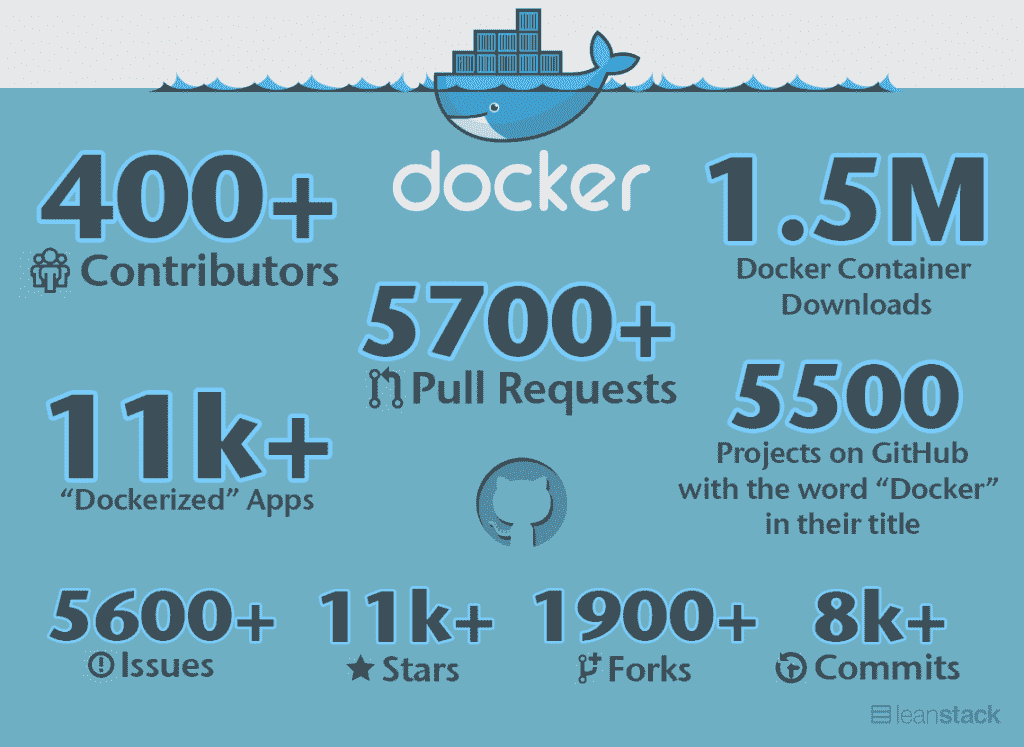 docker
400+
Contributors
1.5M
Docker Container
Downloads
5700+
Pull Requests
11k+
“Dockerized” Apps
5500
Projects on GitHub
with the word “Docker”
in their title
5600+
Issues
11k+
Stars
1900+
Forks
8k+
Commits
leanstack